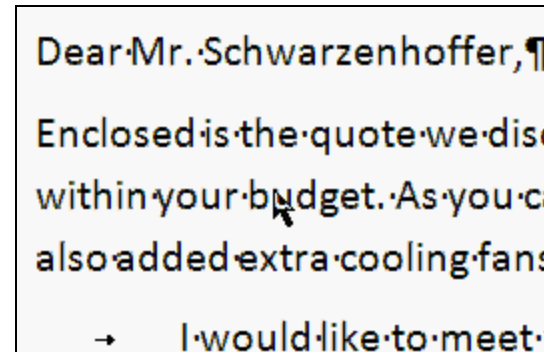 Dear Mr. Schwarzenhoffer,¶
Enclosed is the quote we
within your budget. As you
also added extra cooling fans
→ I would like to meet